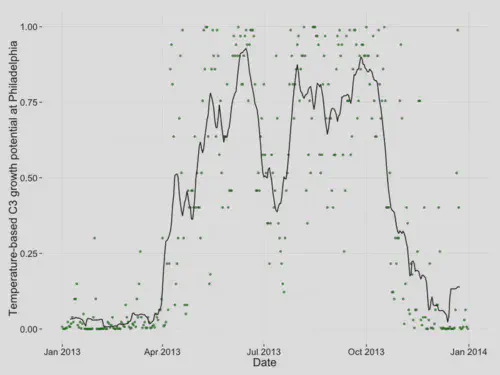 Temperature-based C3 growth potential at Philadelphia
1.00
0.75
0.50
0.25
0.00
Jan 2013
Apr 2013
Jul 2013
Oct 2013
Jan 2014
Date